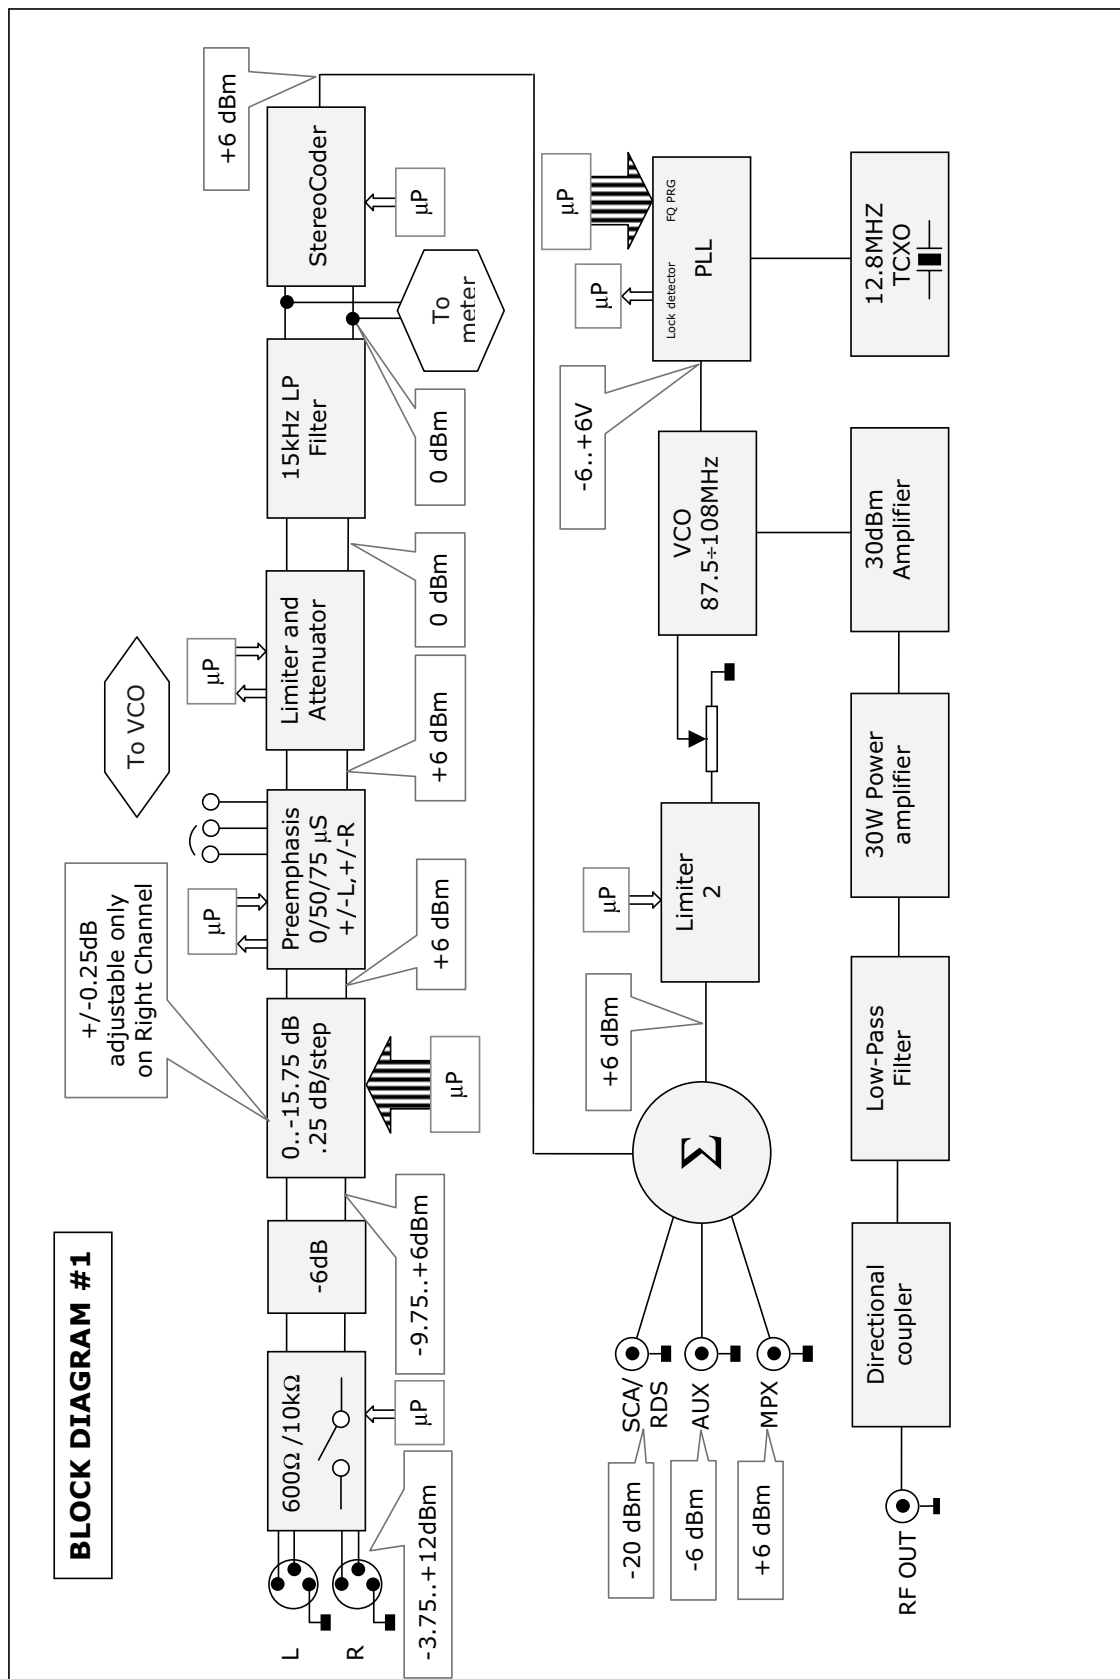 BLOCK DIAGRAM #1
L
R
-3.75..+12dBm
600Ω /10kΩ
μP
-6dB
-9.75..+6dBm
0..-15.75 dB
.25 dB/step
μP
+/-0.25dB
adjustable only
on Right Channel
+6 dBm
μP
Preemphasis
0/50/75 μS
+/-L,+/-R
+6 dBm
To VCO
μP
Limiter and
Attenuator
0 dBm
15kHz LP
Filter
0 dBm
To
meter
StereoCoder
μP
+6 dBm
SCA/
RDS
-20 dBm
AUX
-6 dBm
MPX
+6 dBm
Σ
+6 dBm
μP
Limiter
2
VCO
87.5÷108MHz
-6..+6V
μP
μP
Lock detector
FQ PRG
PLL
12.8MHZ
TCXO
30dBm
Amplifier
30W Power
amplifier
Low-Pass
Filter
Directional
coupler
RF OUT